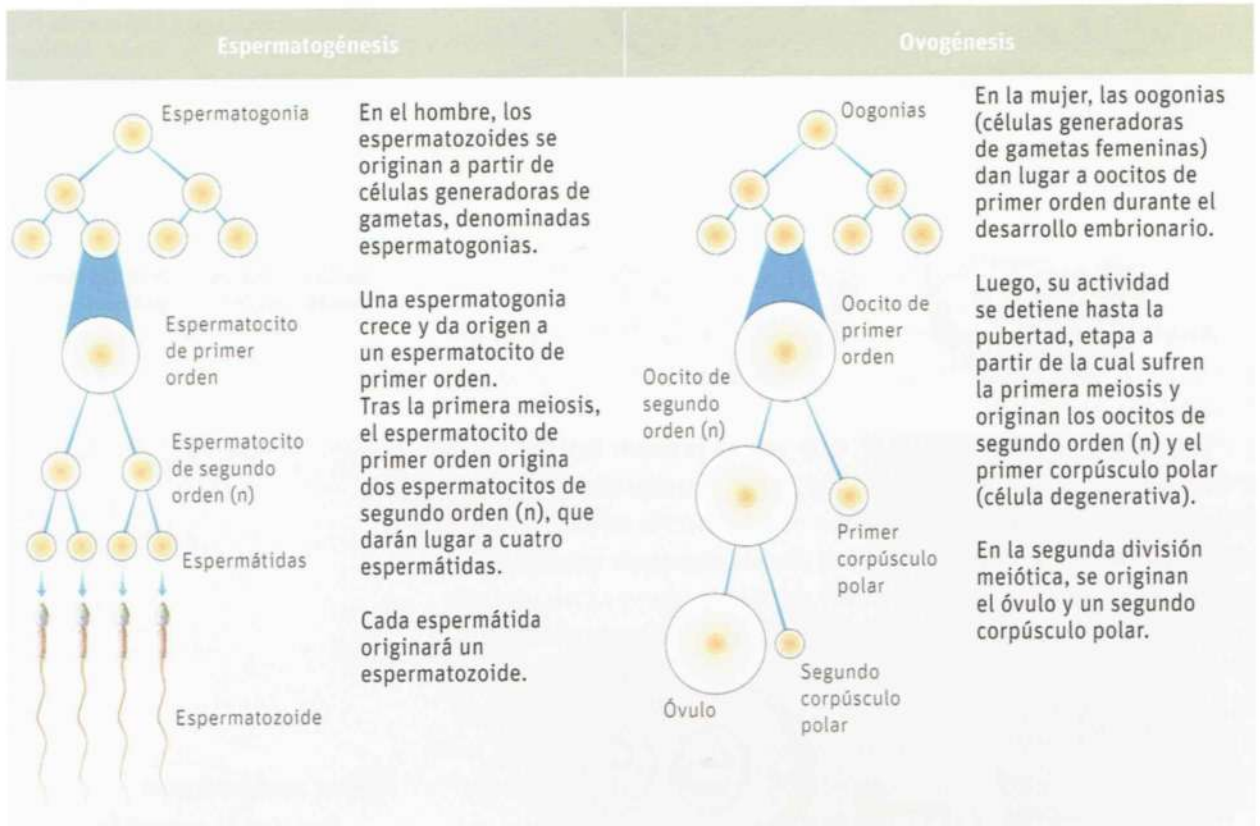 Espermatogénesis
Espermatogonia
En el hombre, los
espermatozoides se
originan a partir de
células generadoras de
gametas, denominadas
espermatogonias.
Una espermatogonia
crece y da origen a
un espermatocito de
primer orden.
Tras la primera meiosis,
el espermatocito de
primer orden origina
dos espermatocitos de
segundo orden (n), que
darán lugar a cuatro
espermátidas.
Cada espermátida
originará un
espermatozoide.
Espermatocito
de primer
orden
Espermatocito
de segundo
orden (n)
Espermátidas
Espermatozoide
Ovogénesis
Oogonias
Oocito de
primer
orden
Oocito de
segundo
orden (n)
Primer
corpúsculo
polar
Segundo
corpúsculo
polar
Óvulo
En la mujer, las oogonias
(células generadoras
de gametas femeninas)
dan lugar a oocitos de
primer orden durante el
desarrollo embrionario.
Luego, su actividad
se detiene hasta la
pubertad, etapa a
partir de la cual sufren
la primera meiosis y
originan los oocitos de
segundo orden (n) y el
primer corpúsculo polar
(célula degenerativa).
En la segunda división
meiótica, se originan
el óvulo y un segundo
corpúsculo polar.